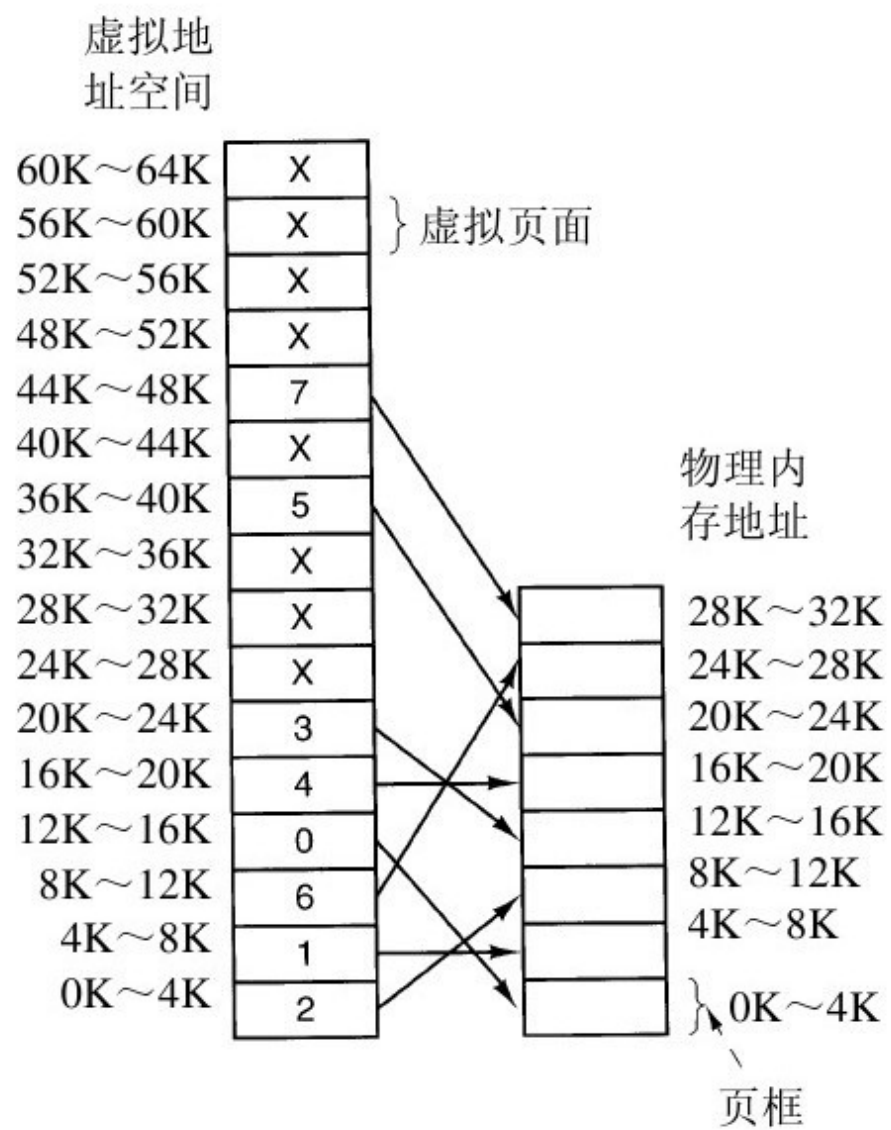 虚拟地
址空间
60K～64K X
56K～60K X 虚拟页面
52K～56K X
48K～52K X
44K～48K 7
40K～44K X
36K～40K 5
32K～36K X
28K～32K X
24K～28K X
20K～24K 3
16K～20K 4
12K～16K 0
8K～12K 6
4K～8K 1
0K～4K 2
物理内
存地址
28K～32K
24K～28K
20K～24K
16K～20K
12K～16K
8K～12K
4K～8K
0K～4K
页框